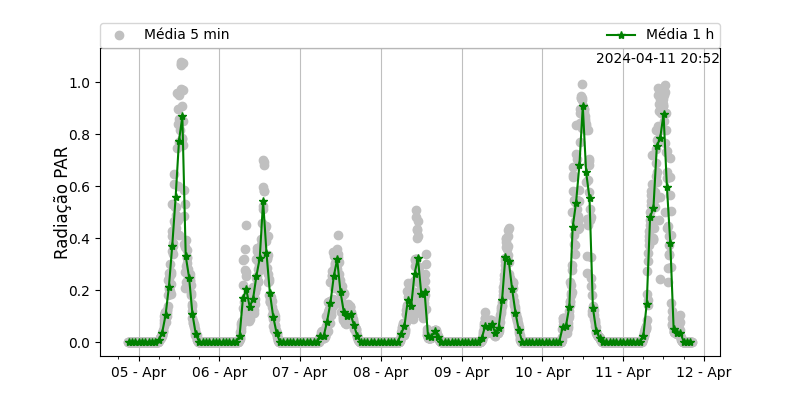 Média 5 min
Média 1 h
2024-04-11 20:52
Radiação PAR
1.0
0.8
0.6
0.4
0.2
0.0
05 - Apr
06 - Apr
07 - Apr
08 - Apr
09 - Apr
10 - Apr
11 - Apr
12 - Apr